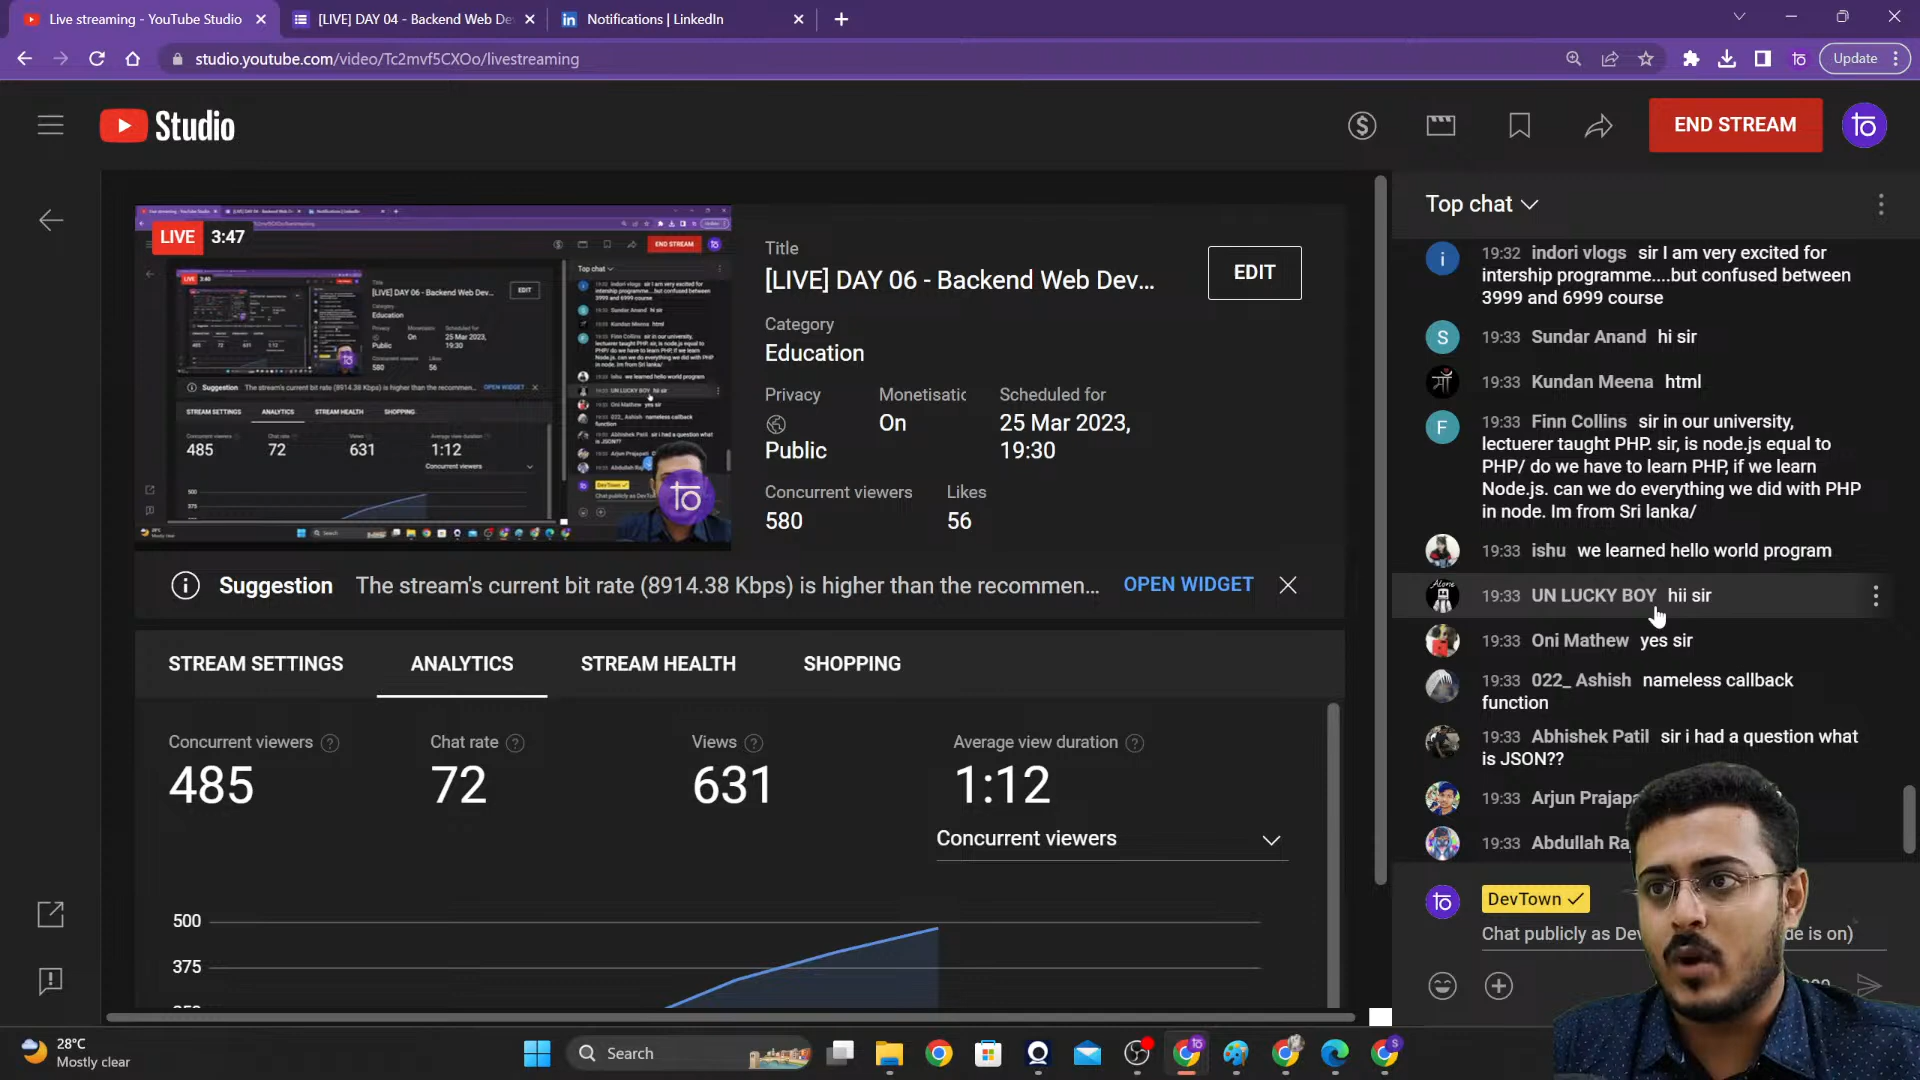 Live streaming - YouTube Studio
[LIVE] DAY 04 - Backend Web De
Notifications | LinkedIn
studio.youtube.com/video/Tc2mvf5CXOo/livestreaming
Update
Studio
END STREAM
LIVE 3:47
Title
[LIVE] DAY 06 - Backend Web Dev...
EDIT
Category
Education
Privacy
Public
Monetisatic
On
Scheduled for
25 Mar 2023,
19:30
Concurrent viewers
580
Likes
56
Suggestion The stream's current bit rate (8914.38 Kbps) is higher than the recommen... OPEN WIDGET
STREAM SETTINGS
ANALYTICS
STREAM HEALTH
SHOPPING
Concurrent viewers
485
Chat rate
72
Views
631
Average view duration
1:12
Concurrent viewers
500
375
Top chat
19:32 indori vlogs sir I am very excited for
intership programme....but confused between
3999 and 6999 course
19:33 Sundar Anand hi sir
19:33 Kundan Meena html
19:33 Finn Collins sir in our university,
lectuerer taught PHP. sir, is node.js equal to
PHP/ do we have to learn PHP, if we learn
Node.js. can we do everything we did with PHP
in node. Im from Sri lanka/
19:33 ishu we learned hello world program
19:33 UN LUCKY BOY hii sir
19:33 Oni Mathew yes sir
19:33 022_ Ashish nameless callback
function
19:33 Abhishek Patil sir i had a question what
is JSON??
19:33 Arjun Prajapa
19:33 Abdullah Ra
DevTown
Chat publicly as De
de is on)
28°C
Mostly clear
Search